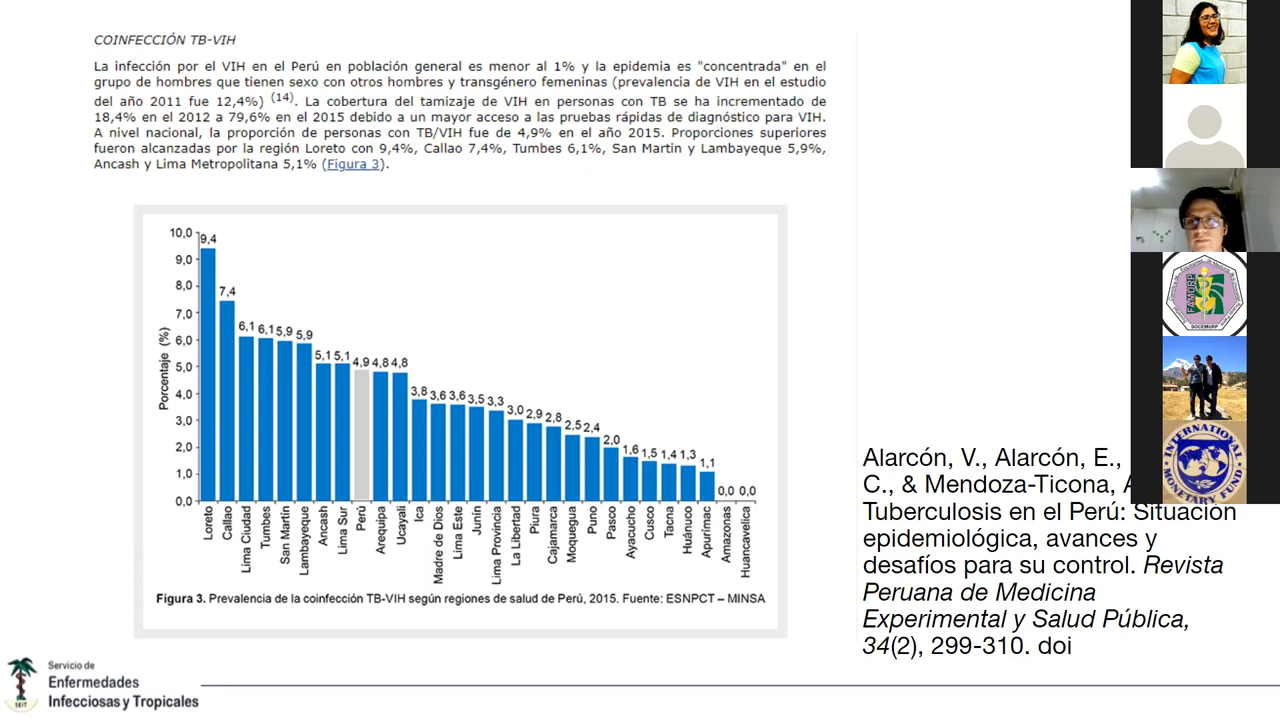 COINFECCIÓN TB-VIH
La infección por el VIH en el Perú en población general es menor al 1% y la epidemia es "concentrada" en el
grupo de hombres que tienen sexo con otros hombres y transgénero femeninas (prevalencia de VIH en el estudio
del año 2011 fue 12,4%) (14). La cobertura del tamizaje de VIH en personas con TB se ha incrementado de
18,4% en el 2012 a 79,6% en el 2015 debido a un mayor acceso a las pruebas rápidas de diagnóstico para VIH.
A nivel nacional, la proporción de personas con TB/VIH fue de 4,9% en el año 2015. Proporciones superiores
fueron alcanzadas por la región Loreto con 9,4%, Callao 7,4%, Tumbes 6,1%, San Martin y Lambayeque 5,9%,
Ancash y Lima Metropolitana 5,1% (Figura 3).
Porcentaje (%)
10,0
9,0
8,0
7,0
6,0
5,0
4,0
3,0
2,0
1,0
0,0
9,4
7,4
6,1
6,1
5,9
5,9
5,1
5,1
4,9
4,8
4,8
3,8
3,6
3,6
3,5
3,3
3,0
2,9
2,8
2,5
2,4
2,0
1,6
1,5
1,4
1,3
1,1
0,0
0,0
Loreto
Callao
Lima Ciudad
Tumbes
San Martín
Lambayeque
Ancash
Lima Sur
Perú
Arequipa
Ucayali
Ica
Madre de Dios
Lima Este
Junín
Lima Provincia
La Libertad
Piura
Cajamarca
Moquegua
Puno
Pasco
Ayacucho
Cusco
Tacna
Huánuco
Apurímac
Amazonas
Huancavelica
Figura 3. Prevalencia de la coinfección TB-VIH según regiones de salud de Perú, 2015. Fuente: ESNPCT – MINSA
Alarcón, V., Alarcón, E.,
C., & Mendoza-Ticona,
Tuberculosis en el Perú: Situación
epidemiológica, avances y
desafíos para su control. Revista
Peruana de Medicina
Experimental y Salud Pública,
34(2), 299-310. doi
FAMURP
SOCEMURP
INTERNATIONAL
MONETARY FUND
SEIT
Servicio de
Enfermedades
Infecciosas y Tropicales